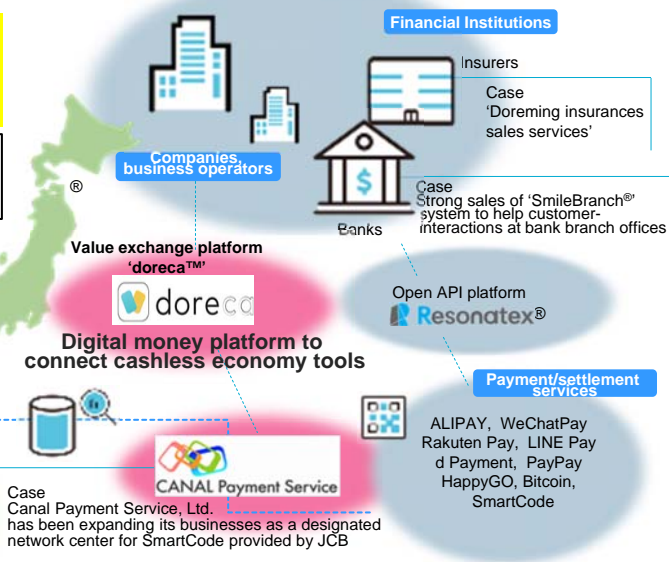 Financial Institutions
Insurers
Case
‘Doreming insurances
sales services’
Companies,
business operators
®
$
Banks
Case
Strong sales of ‘SmileBranch®’
system to help customer-
interactions at bank branch offices
Value exchange platform
‘doreca™’
doreca
Digital money platform to
connect cashless economy tools
Open API platform
Resonatex®
Payment/settlement
services
ALIPAY, WeChatPay
Rakuten Pay, LINE Pay
d Payment, PayPay
HappyGO, Bitcoin,
SmartCode
CANAL Payment Service
Case
Canal Payment Service, Ltd.
has been expanding its businesses as a designated
network center for SmartCode provided by JCB